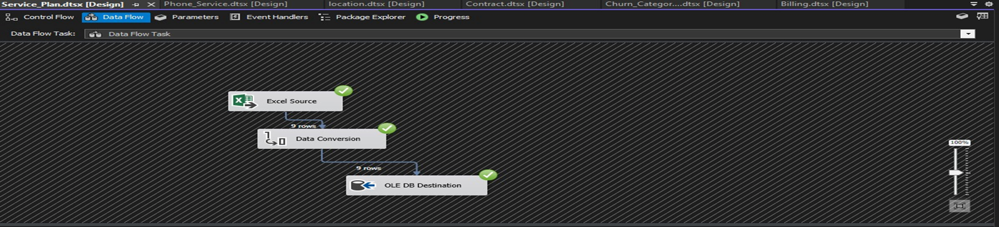 Service_Plan.dtsx [Design] Phone_Service.dtsx [Design] location.dtsx [Design] Contract.dtsx [Design] Churn_Categor....dtsx [Design] Billing.dtsx [Design]
Control Flow Data Flow Parameters Event Handlers Package Explorer Progress
Data Flow Task: Data Flow Task
Excel Source
9 rows
Data Conversion
9 rows
OLE DB Destination
100%